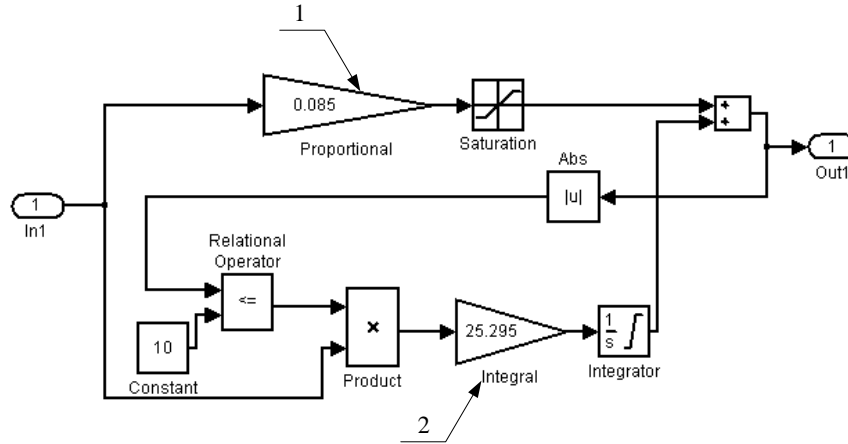 1
0.085
Proportional
Saturation
+
+
1
Out1
Abs
|u|
1
In1
Relational
Operator
<=
10
Constant
×
Product
25.295
Integral
1
s
Integrator
2